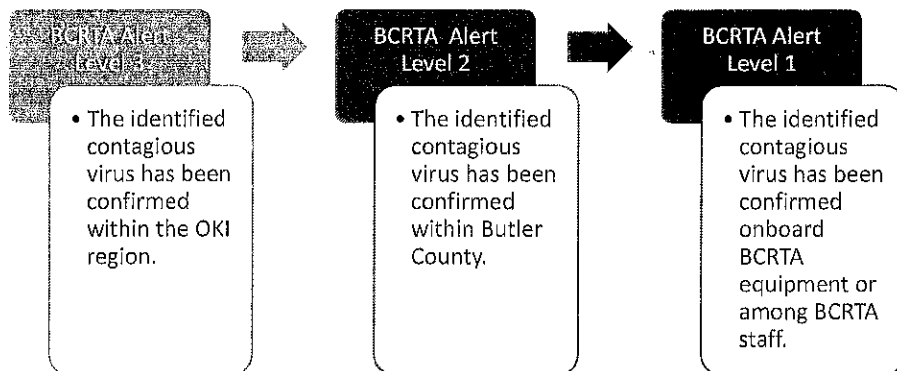 BCRTA Alert
Level 3
BCRTA Alert
Level 2
BCRTA Alert
Level 1
• The identified
contagious
virus has been
confirmed
within the OKI
region.
• The identified
contagious
virus has been
confirmed
within Butler
County.
• The identified
contagious
virus has been
confirmed
onboard
BCRTA
equipment or
among BCRTA
staff.